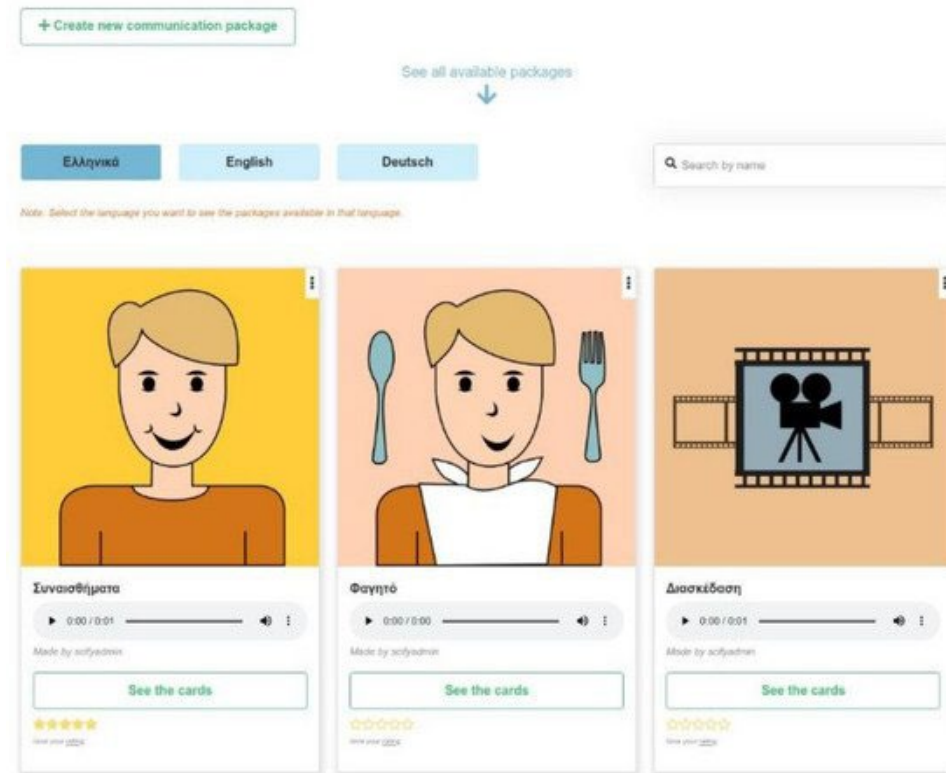 + Create new communication package
See all available packages
Ελληνικά
English
Deutsch
Search by name
Note: Select the language you want to see the packages available in that language.
Συναισθήματα
0:00 / 0:01
Made by scifyadmin
See the cards
Φαγητό
0:00 / 0:00
Made by scifyadmin
See the cards
Διασκέδαση
0:00 / 0:01
Made by scifyadmin
See the cards